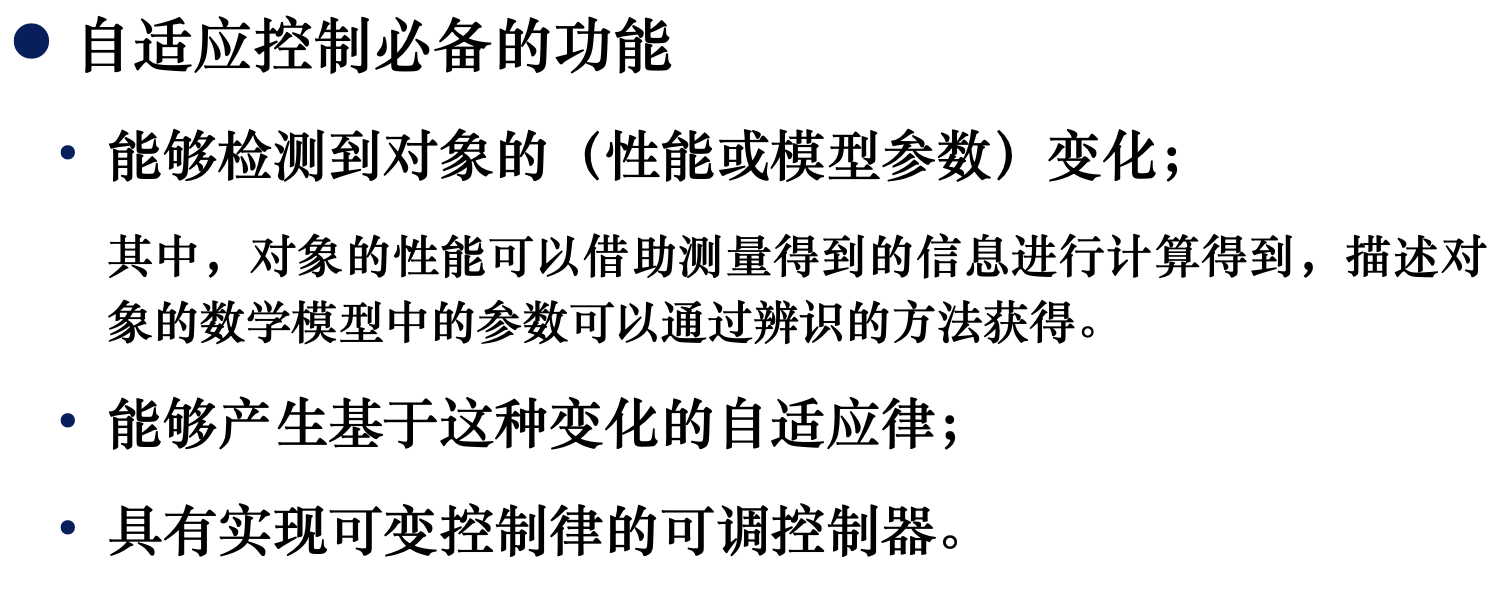 ● 自适应控制必备的功能
• 能够检测到对象的（性能或模型参数）变化；
其中，对象的性能可以借助测量得到的信息进行计算得到，描述对
象的数学模型中的参数可以通过辨识的方法获得。
• 能够产生基于这种变化的自适应律；
• 具有实现可变控制律的可调控制器。